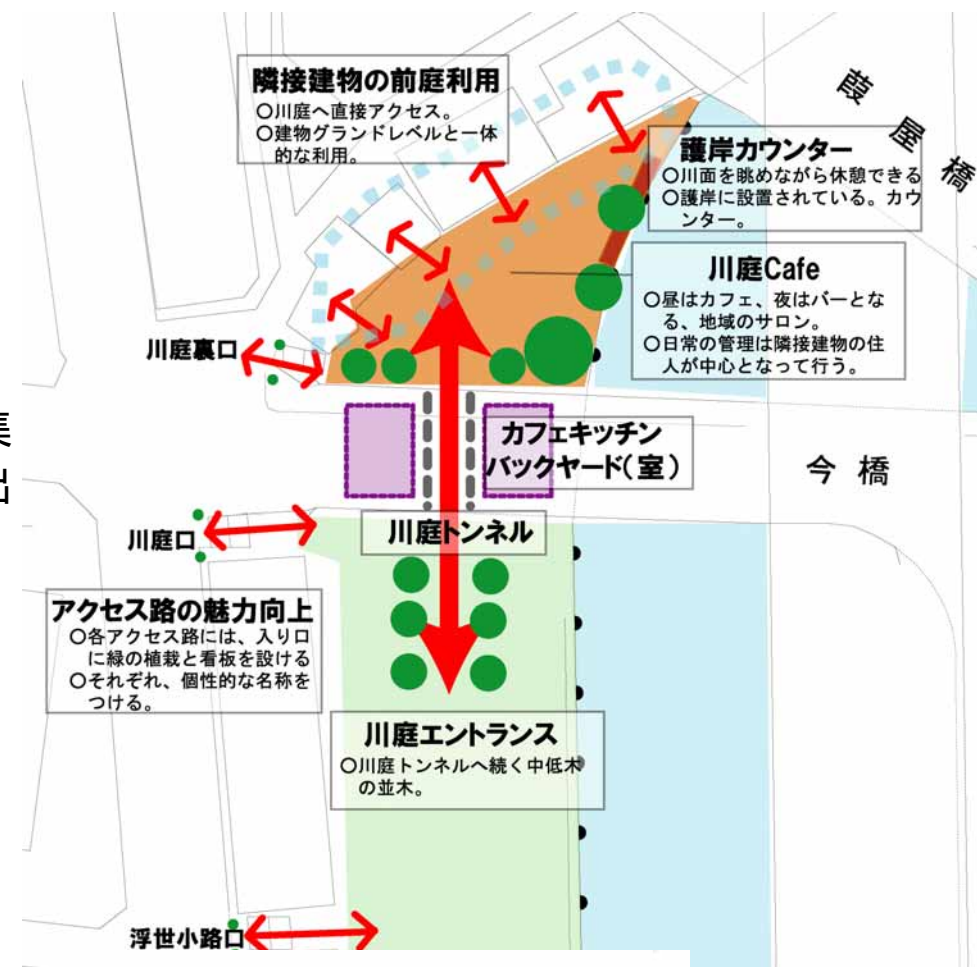 隣接建物の前庭利用
〇川庭へ直接アクセス。
〇建物グランドレベルと一体
的な利用。
葭屋橋
護岸カウンター
〇川面を眺めながら休憩できる
〇護岸に設置されている。カウ
ンター。
川庭Cafe
〇昼はカフェ、夜はバーとな
る、地域のサロン。
〇日常の管理は隣接建物の住
人が中心となって行う。
川庭裏口
集
出
カフェキッチン
バックヤード(室)
今橋
川庭トンネル
川庭口
アクセス路の魅力向上
〇各アクセス路には、入り口
に緑の植栽と看板を設ける
〇それぞれ、個性的な名称を
つける。
川庭エントランス
〇川庭トンネルへ続く中低木
の並木。
浮世小路口